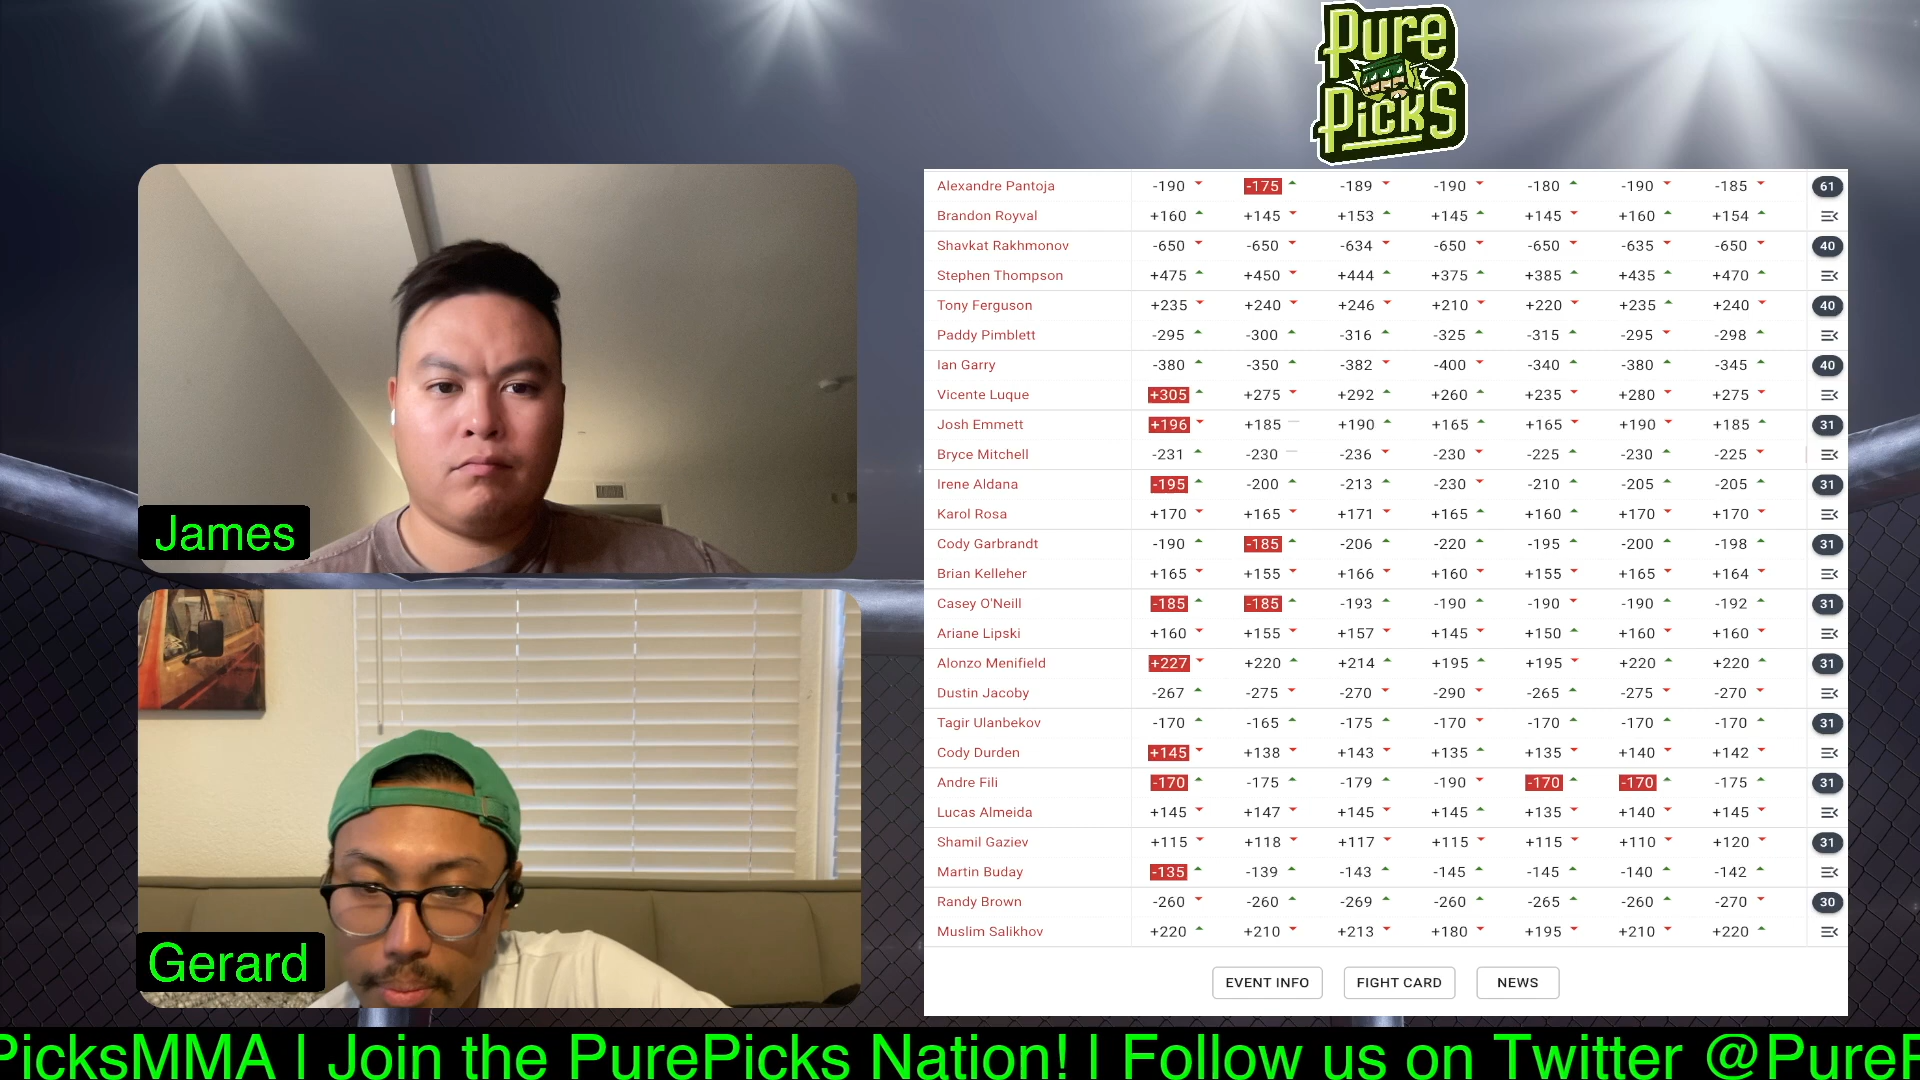 Pure
Picks
James
Gerard
Alexandre Pantoja -190 -175 -189 -190 -180 -190 -185 61
Brandon Royval +160 +145 +153 +145 +145 +160 +154
Shavkat Rakhmonov -650 -650 -634 -650 -650 -635 -650 40
Stephen Thompson +475 +450 +444 +375 +385 +435 +470
Tony Ferguson +235 +240 +246 +210 +220 +235 +240 40
Paddy Pimblett -295 -300 -316 -325 -315 -295 -298
Ian Garry -380 -350 -382 -400 -340 -380 -345 40
Vicente Luque +305 +275 +292 +260 +235 +280 +275
Josh Emmett +196 +185 +190 +165 +165 +190 +185 31
Bryce Mitchell -231 -230 -236 -230 -225 -230 -225
Irene Aldana -195 -200 -213 -230 -210 -205 -205 31
Karol Rosa +170 +165 +171 +165 +160 +170 +170
Cody Garbrandt -190 -185 -206 -220 -195 -200 -198 31
Brian Kelleher +165 +155 +166 +160 +155 +165 +164
Casey O'Neill -185 -185 -193 -190 -190 -190 -192 31
Ariane Lipski +160 +155 +157 +145 +150 +160 +160
Alonzo Menifield +227 +220 +214 +195 +195 +220 +220 31
Dustin Jacoby -267 -275 -270 -290 -265 -275 -270
Tagir Ulanbekov -170 -165 -175 -170 -170 -170 -170 31
Cody Durden +145 +138 +143 +135 +135 +140 +142
Andre Fili -170 -175 -179 -190 -170 -170 -175 31
Lucas Almeida +145 +147 +145 +145 +135 +140 +145
Shamil Gaziev +115 +118 +117 +115 +115 +110 +120 31
Martin Buday -135 -139 -143 -145 -145 -140 -142
Randy Brown -260 -260 -269 -260 -265 -260 -270 30
Muslim Salikhov +220 +210 +213 +180 +195 +210 +220
EVENT INFO FIGHT CARD NEWS
PicksMMA | Join the PurePicks Nation! | Follow us on Twitter @PureP